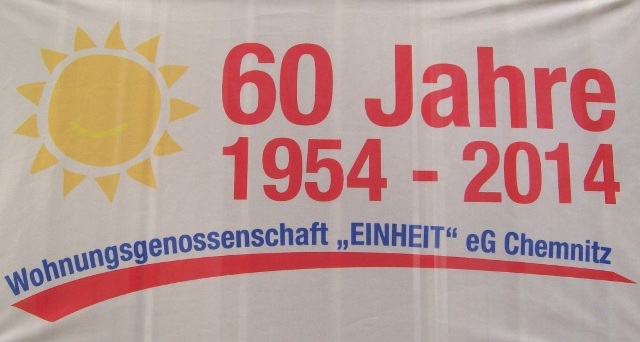 60 Jahre
1954 - 2014
Wohnungsgenossenschaft „EINHEIT“ eG Chemnitz